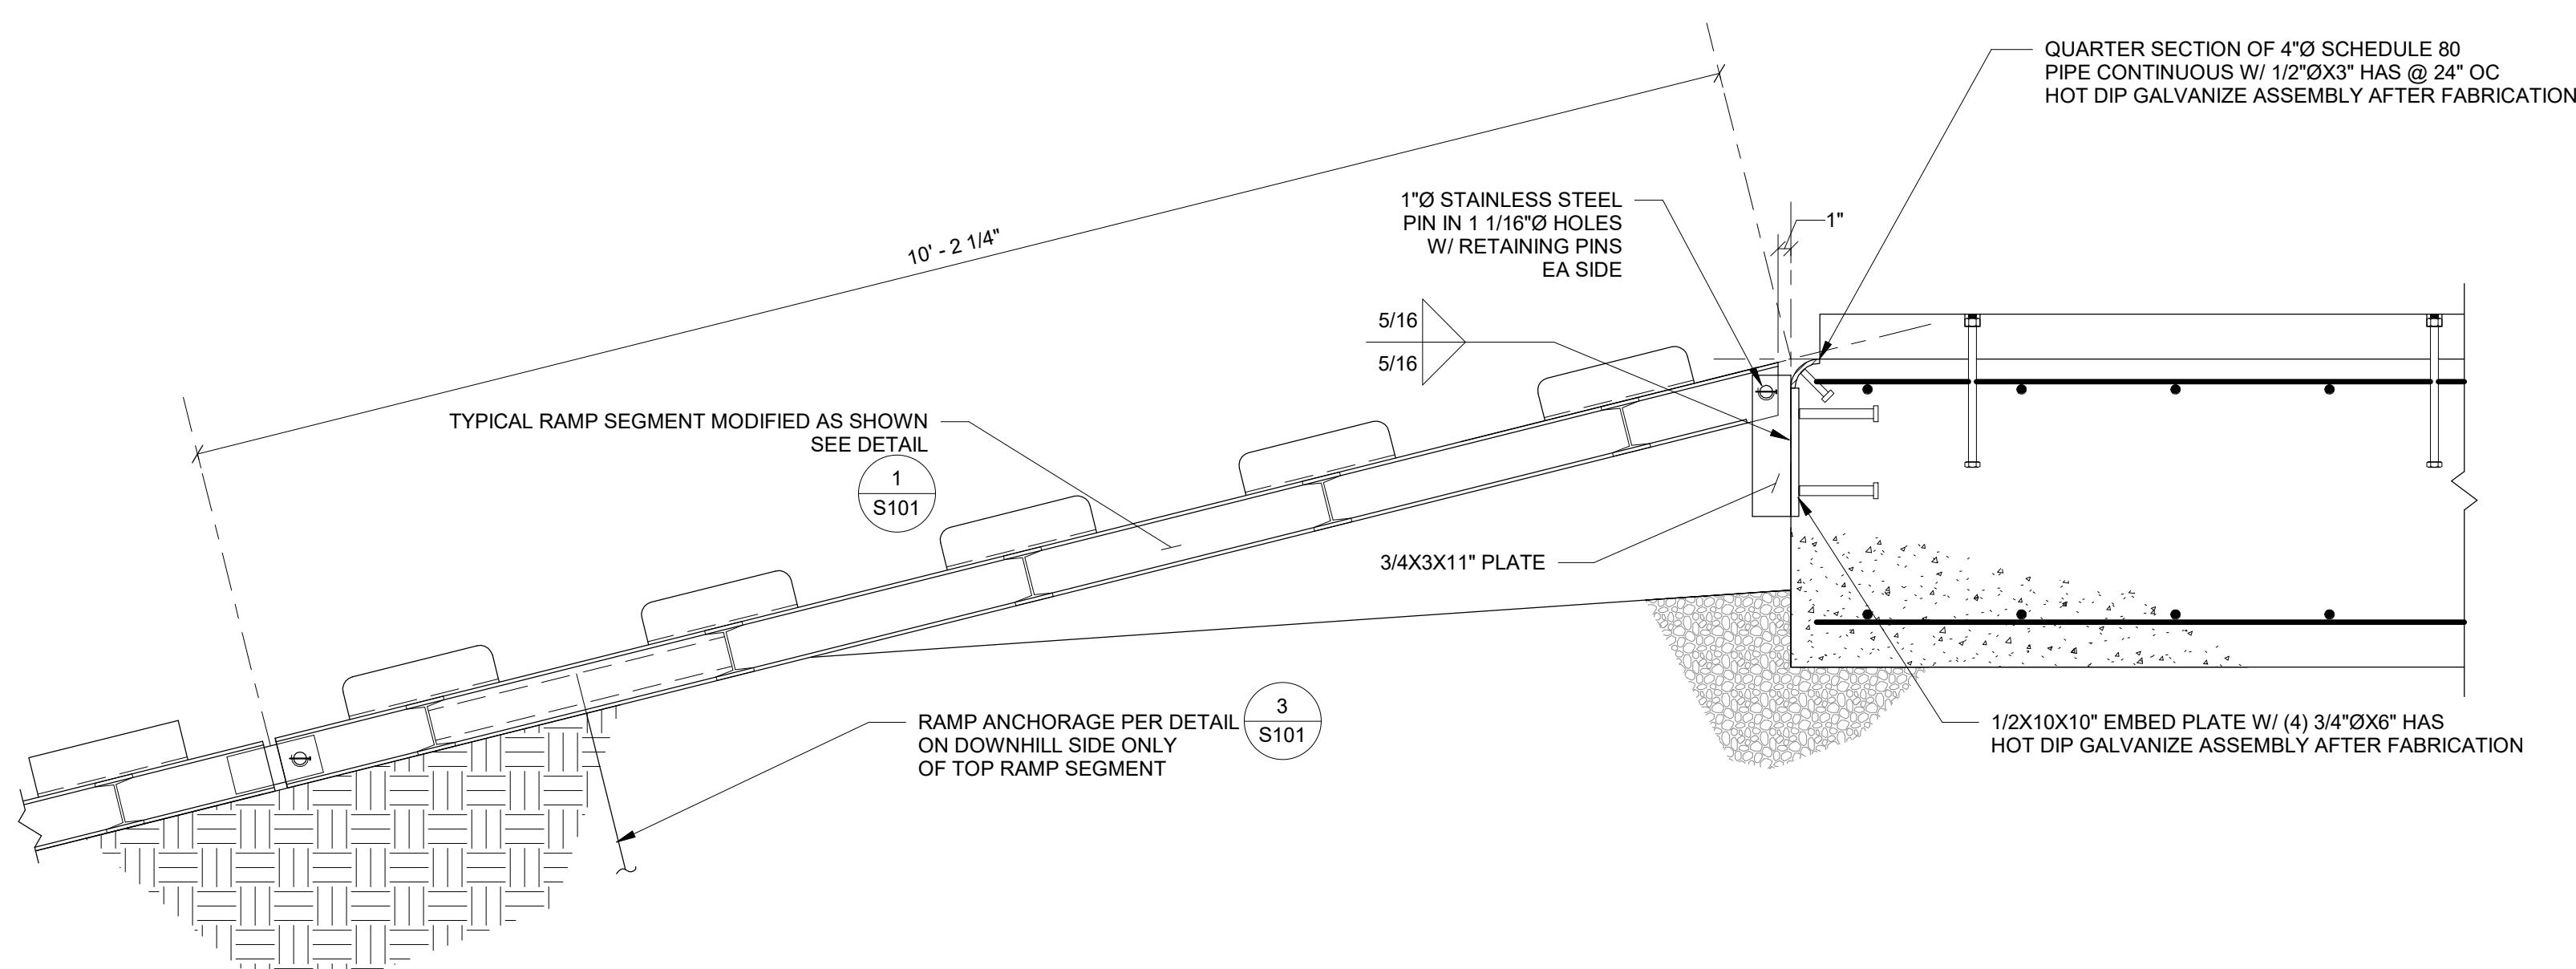 QUARTER SECTION OF 4"Ø SCHEDULE 80
PIPE CONTINUOUS W/ 1/2"ØX3" HAS @ 24" OC
HOT DIP GALVANIZE ASSEMBLY AFTER FABRICATION
1"Ø STAINLESS STEEL
PIN IN 1 1/16"Ø HOLES
W/ RETAINING PINS
EA SIDE
1"
10' - 2 1/4"
5/16
5/16
TYPICAL RAMP SEGMENT MODIFIED AS SHOWN
SEE DETAIL
1
S101
3/4X3X11" PLATE
RAMP ANCHORAGE PER DETAIL
ON DOWNHILL SIDE ONLY
OF TOP RAMP SEGMENT
3
S101
1/2X10X10" EMBED PLATE W/ (4) 3/4"ØX6" HAS
HOT DIP GALVANIZE ASSEMBLY AFTER FABRICATION